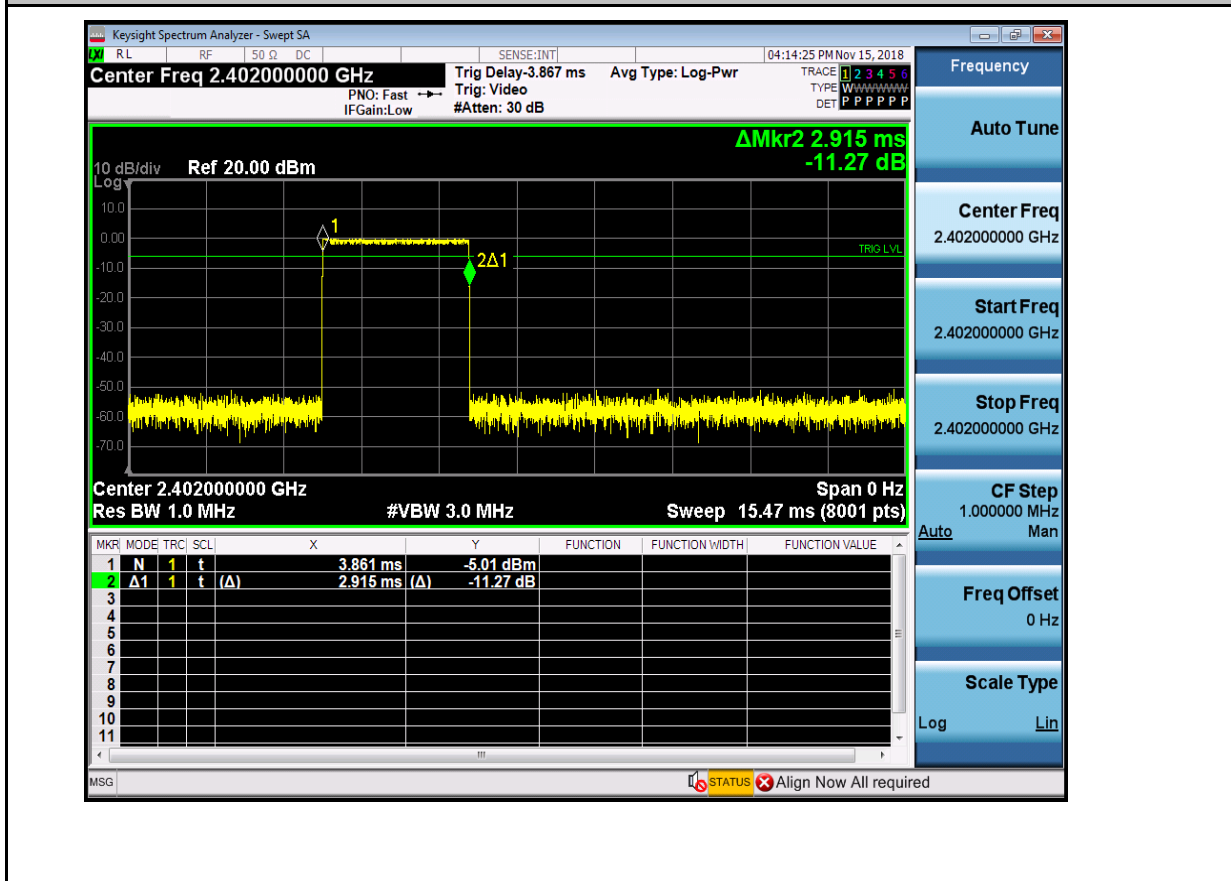 Keysight Spectrum Analyzer - Swept SA
LXI RL RF 50 Ω DC SENSE:INT 04:14:25 PM Nov 15, 2018
Center Freq 2.402000000 GHz
PNO: Fast
IFGain:Low
Trig Delay-3.867 ms
Trig: Video
#Atten: 30 dB
Avg Type: Log-Pwr
TRACE 1 2 3 4 5 6
TYPE WWWWWW
DET P P P P P P
ΔMkr2 2.915 ms
-11.27 dB
10 dB/div Ref 20.00 dBm
Log
10.0
0.00
-10.0
-20.0
-30.0
-40.0
-50.0
-60.0
-70.0
1
2Δ1
TRIG LVL
Center 2.402000000 GHz Span 0 Hz
Res BW 1.0 MHz #VBW 3.0 MHz Sweep 15.47 ms (8001 pts)
MKR MODE TRC SCL X Y FUNCTION FUNCTION WIDTH FUNCTION VALUE
1 N 1 t 3.861 ms -5.01 dBm
2 Δ1 1 t (Δ) 2.915 ms (Δ) -11.27 dB
3
4
5
6
7
8
9
10
11
MSG STATUS Align Now All required
Frequency
Auto Tune
Center Freq
2.402000000 GHz
Start Freq
2.402000000 GHz
Stop Freq
2.402000000 GHz
CF Step
1.000000 MHz
Auto Man
Freq Offset
0 Hz
Scale Type
Log Lin